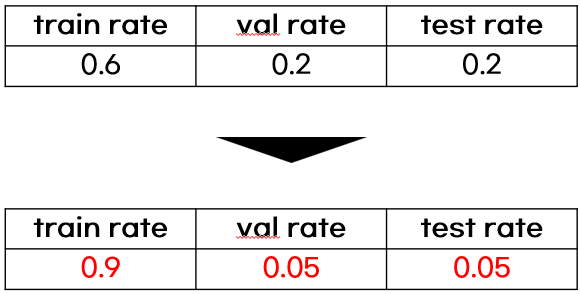 train rate val rate test rate
0.6 0.2 0.2
train rate val rate test rate
0.9 0.05 0.05